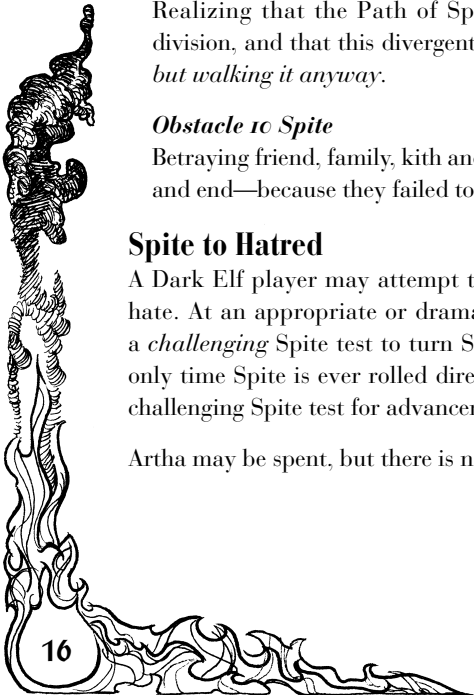 Realizing that the Path of Sp
division, and that this divergent
but walking it anyway.
Obstacle 10 Spite
Betraying friend, family, kith an
and end—because they failed to
Spite to Hatred
A Dark Elf player may attempt t
hate. At an appropriate or drama
a challenging Spite test to turn S
only time Spite is ever rolled dire
challenging Spite test for advance
Artha may be spent, but there is n
16